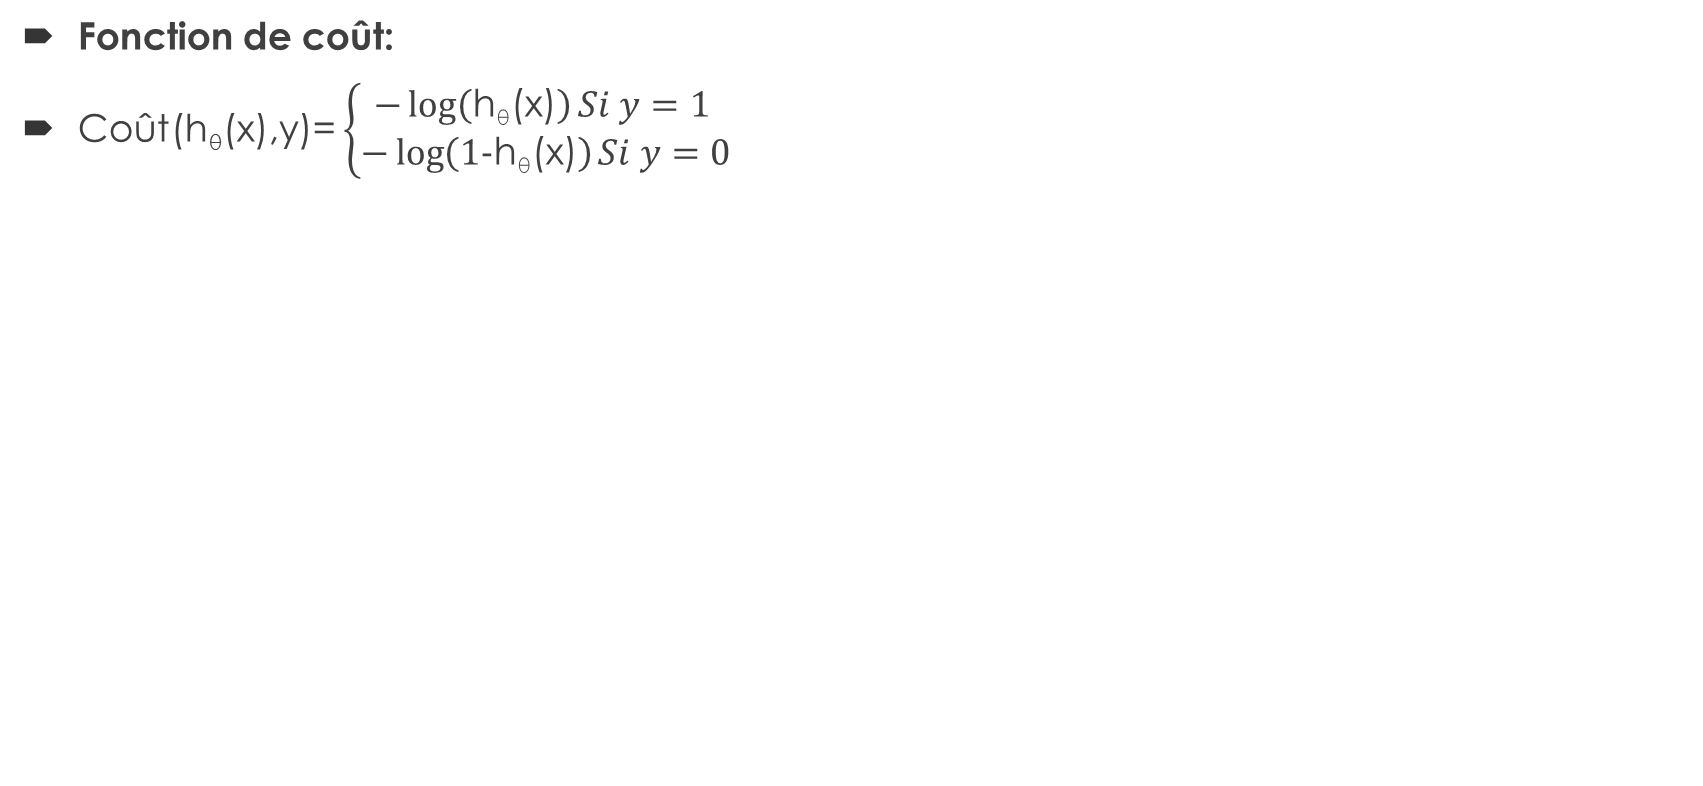 Fonction de coût:
Coût(hθ(x),y)={ − log(hθ(x)) Si y = 1
− log(1-hθ(x)) Si y = 0